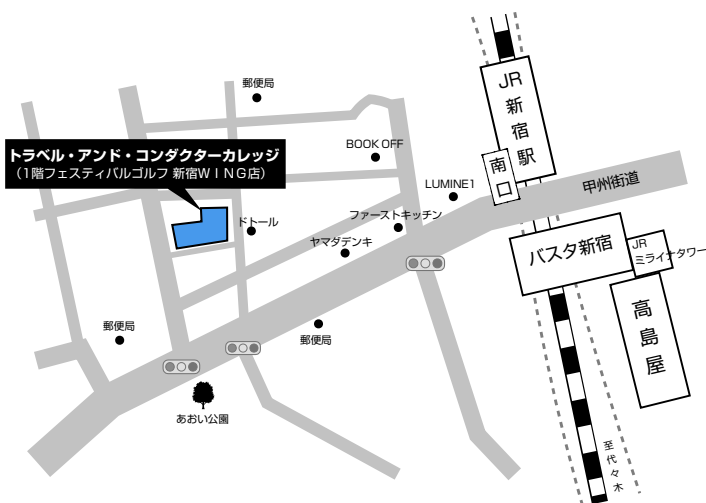 郵便局
JR
新宿駅
南口
BOOK OFF
トラベル・アンド・コンダクターカレッジ
（1階フェスティバルゴルフ 新宿ＷＩＮＧ店）
LUMINE1
甲州街道
ファーストキッチン
ドトール
ヤマダデンキ
バスタ新宿
JR
ミライナタワー
高島屋
郵便局
郵便局
あおい公園
至代々木